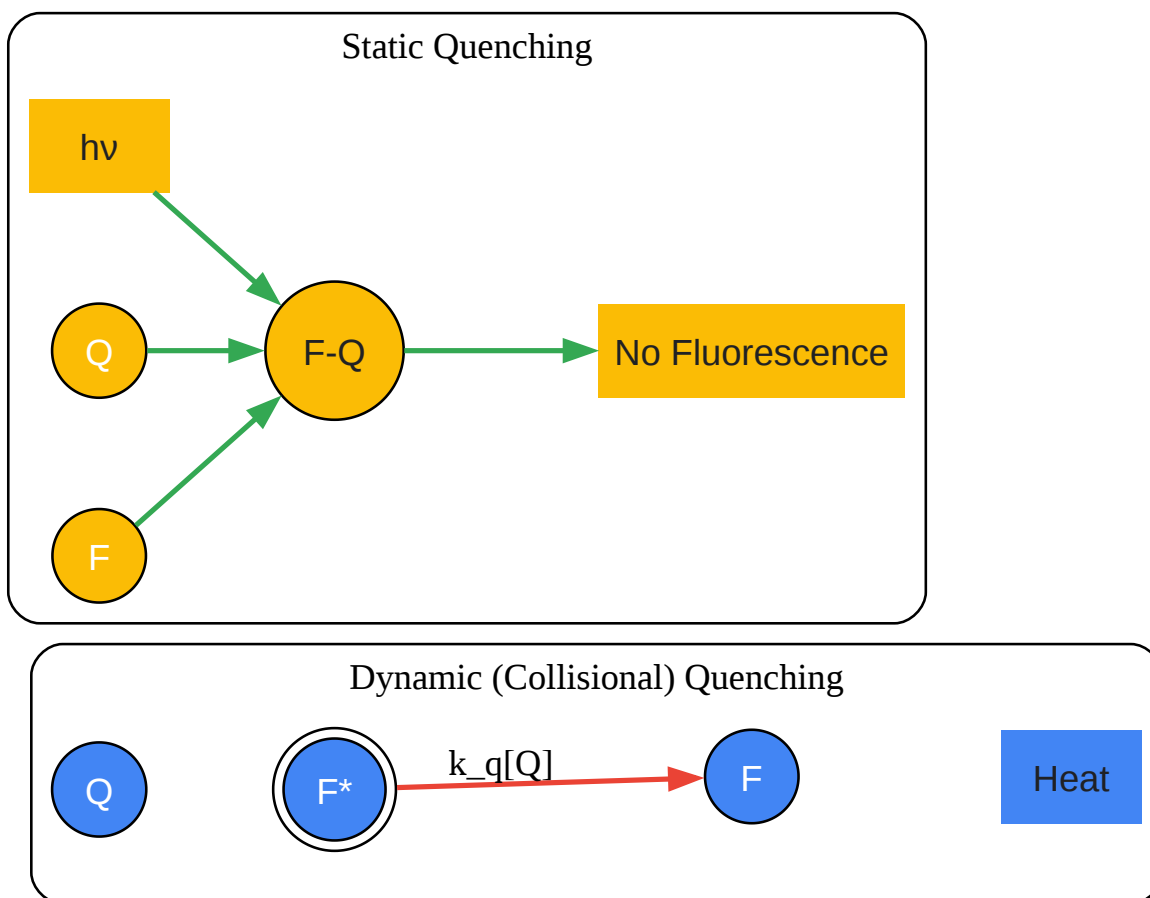 Static Quenching
hν
Q
F-Q
No Fluorescence
F
Dynamic (Collisional) Quenching
Q
F*
k_q[Q]
F
Heat